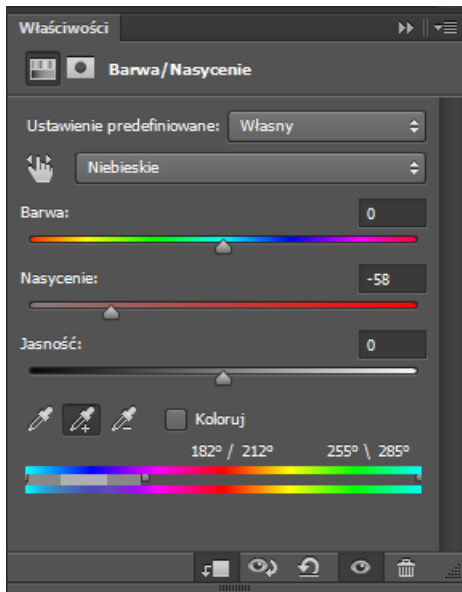 Właściwości
Barwa/Nasycenie
Ustawienie predefiniowane: Własny
Niebieskie
Barwa: 0
Nasycenie: -58
Jasność: 0
Koloruj
182° / 212° 255° \ 285°